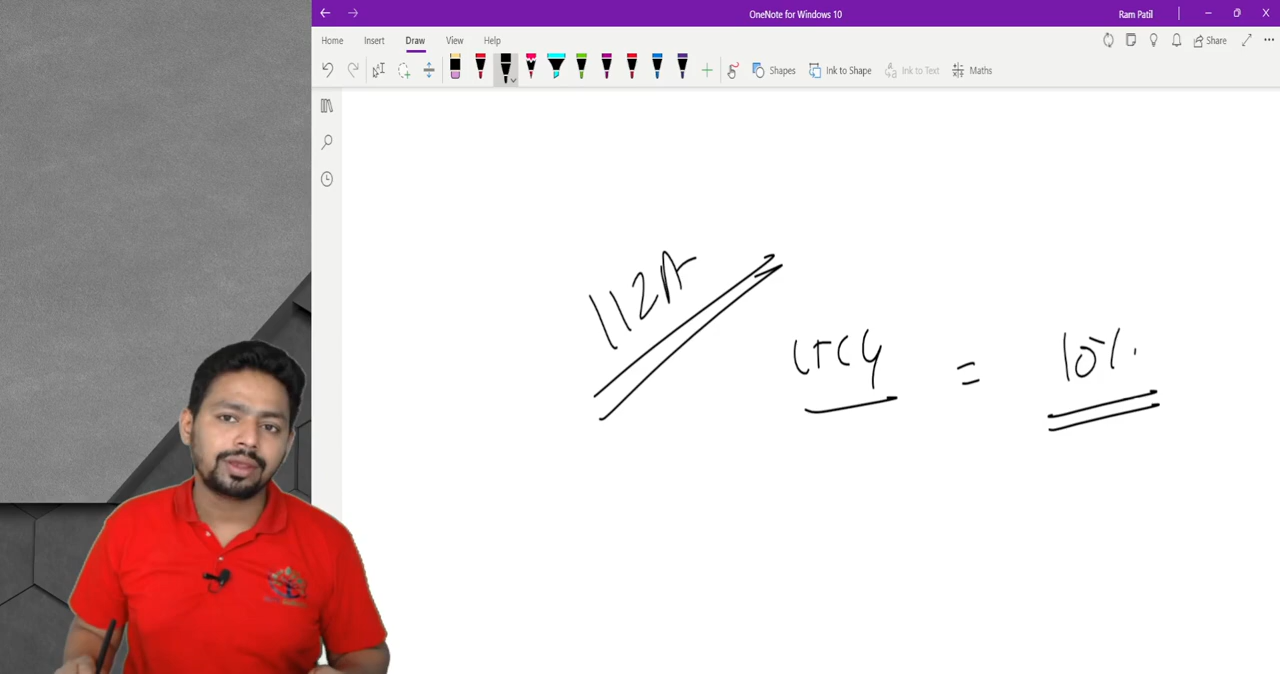 OneNote for Windows 10
Ram Patil
Home Insert Draw View Help
Share
Shapes Ink to Shape Ink to Text Maths
112A
LTCG = 10%